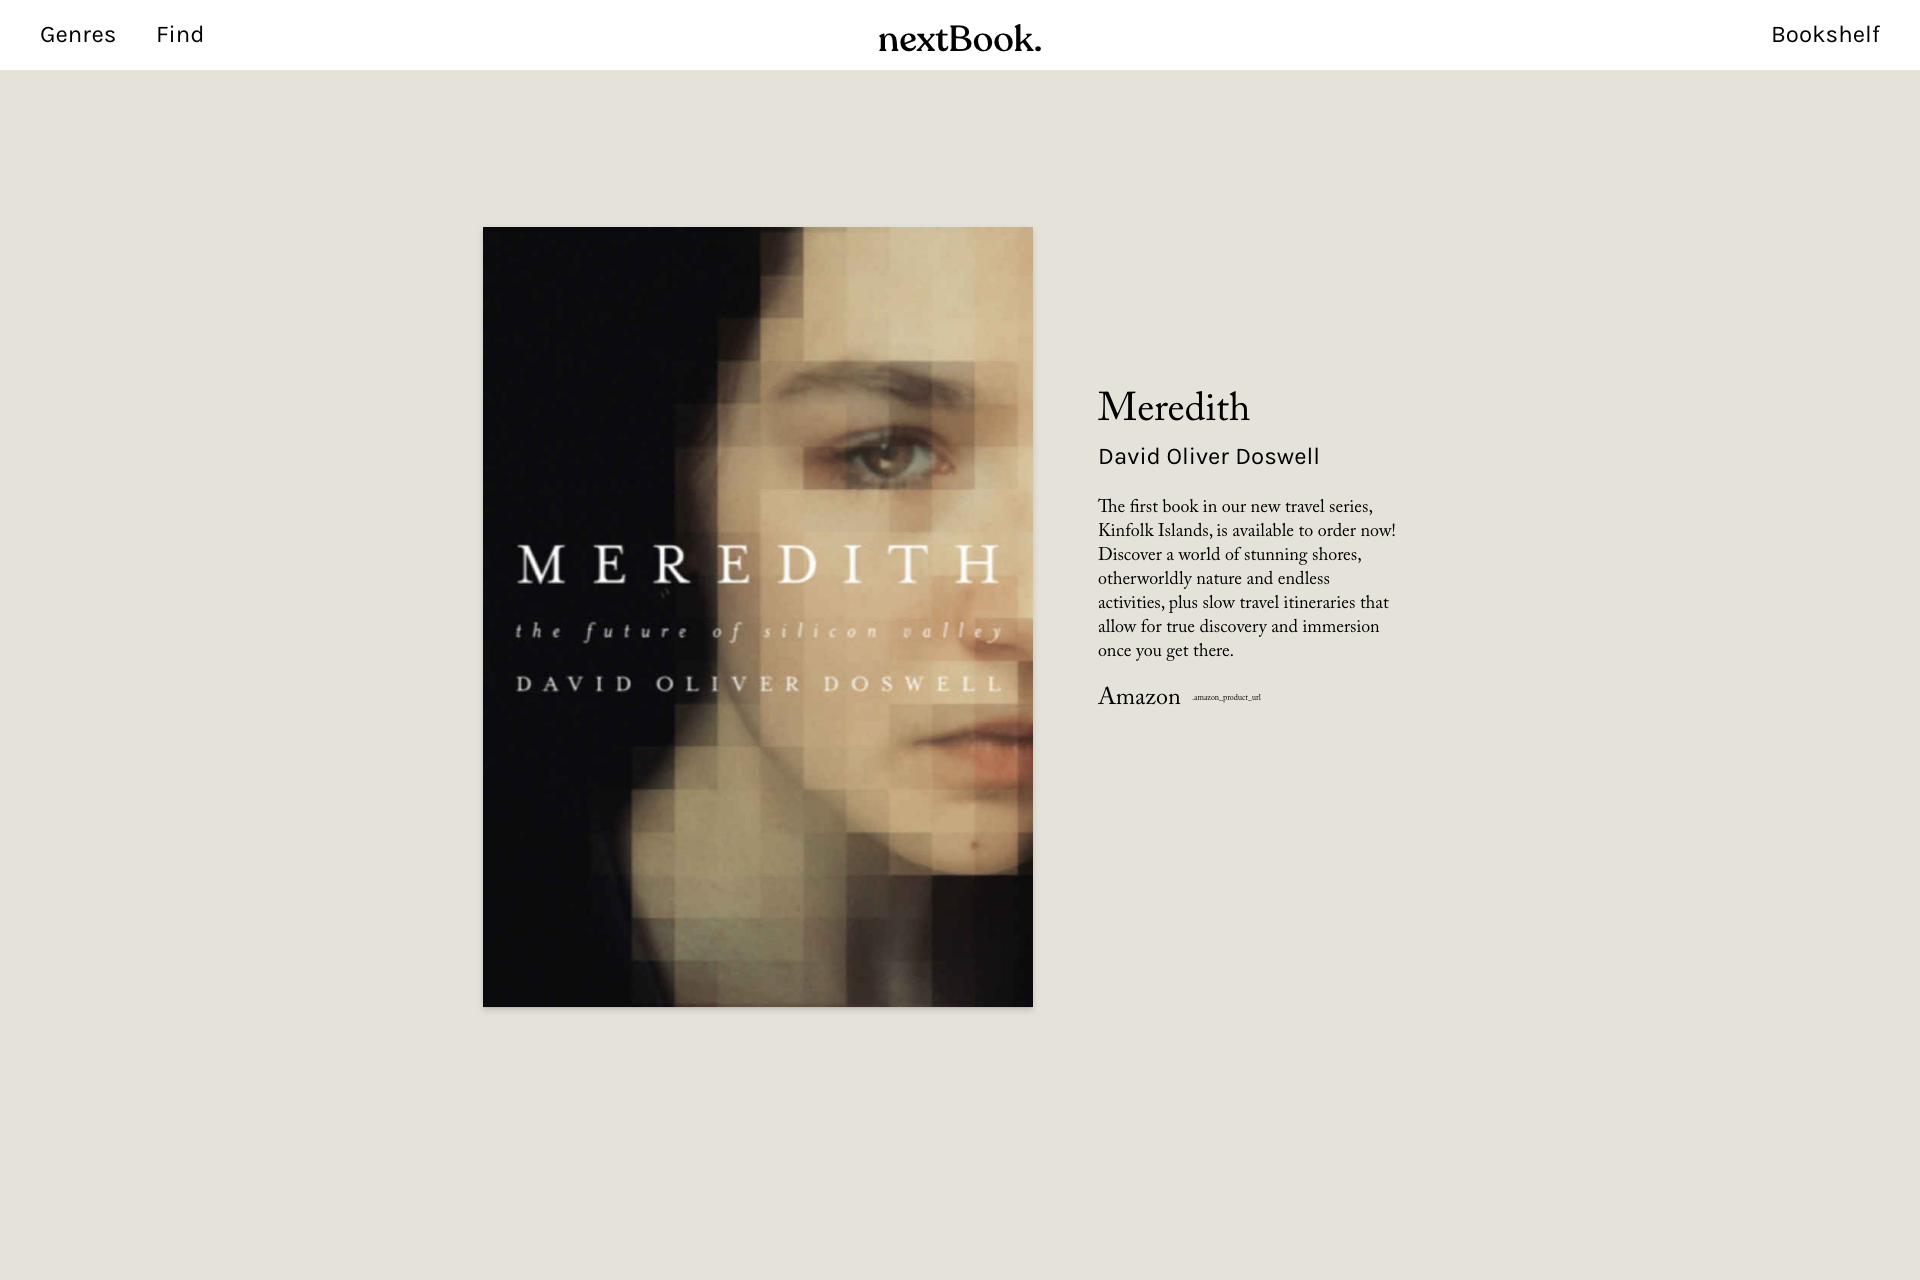 Genres Find nextBook. Bookshelf
MEREDITH
the future of silicon valley
DAVID OLIVER DOSWELL
Meredith
David Oliver Doswell
The first book in our new travel series,
Kinfolk Islands, is available to order now!
Discover a world of stunning shores,
otherworldly nature and endless
activities, plus slow travel itineraries that
allow for true discovery and immersion
once you get there.
Amazon .amazon_product_url